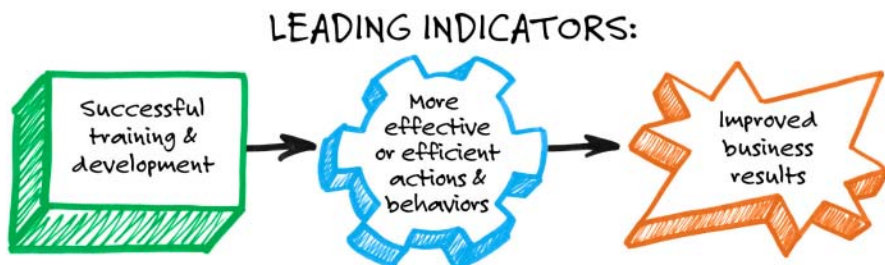 LEADING INDICATORS:
Successful
training &
development
More
effective
or efficient
actions &
behaviors
Improved
business
results